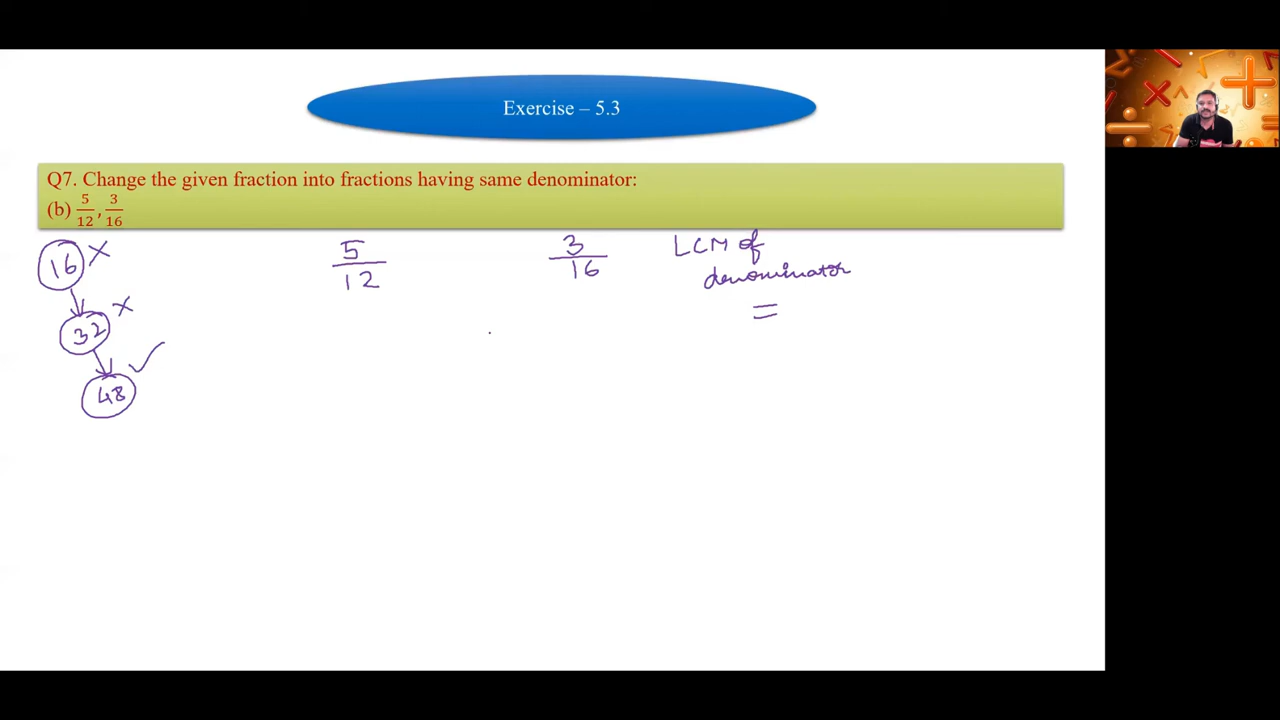 Exercise – 5.3
Q7. Change the given fraction into fractions having same denominator:
(b) 5/12, 3/16
16 ×
32 ×
48 ✓
5/12
3/16
LCM of
denominator
=